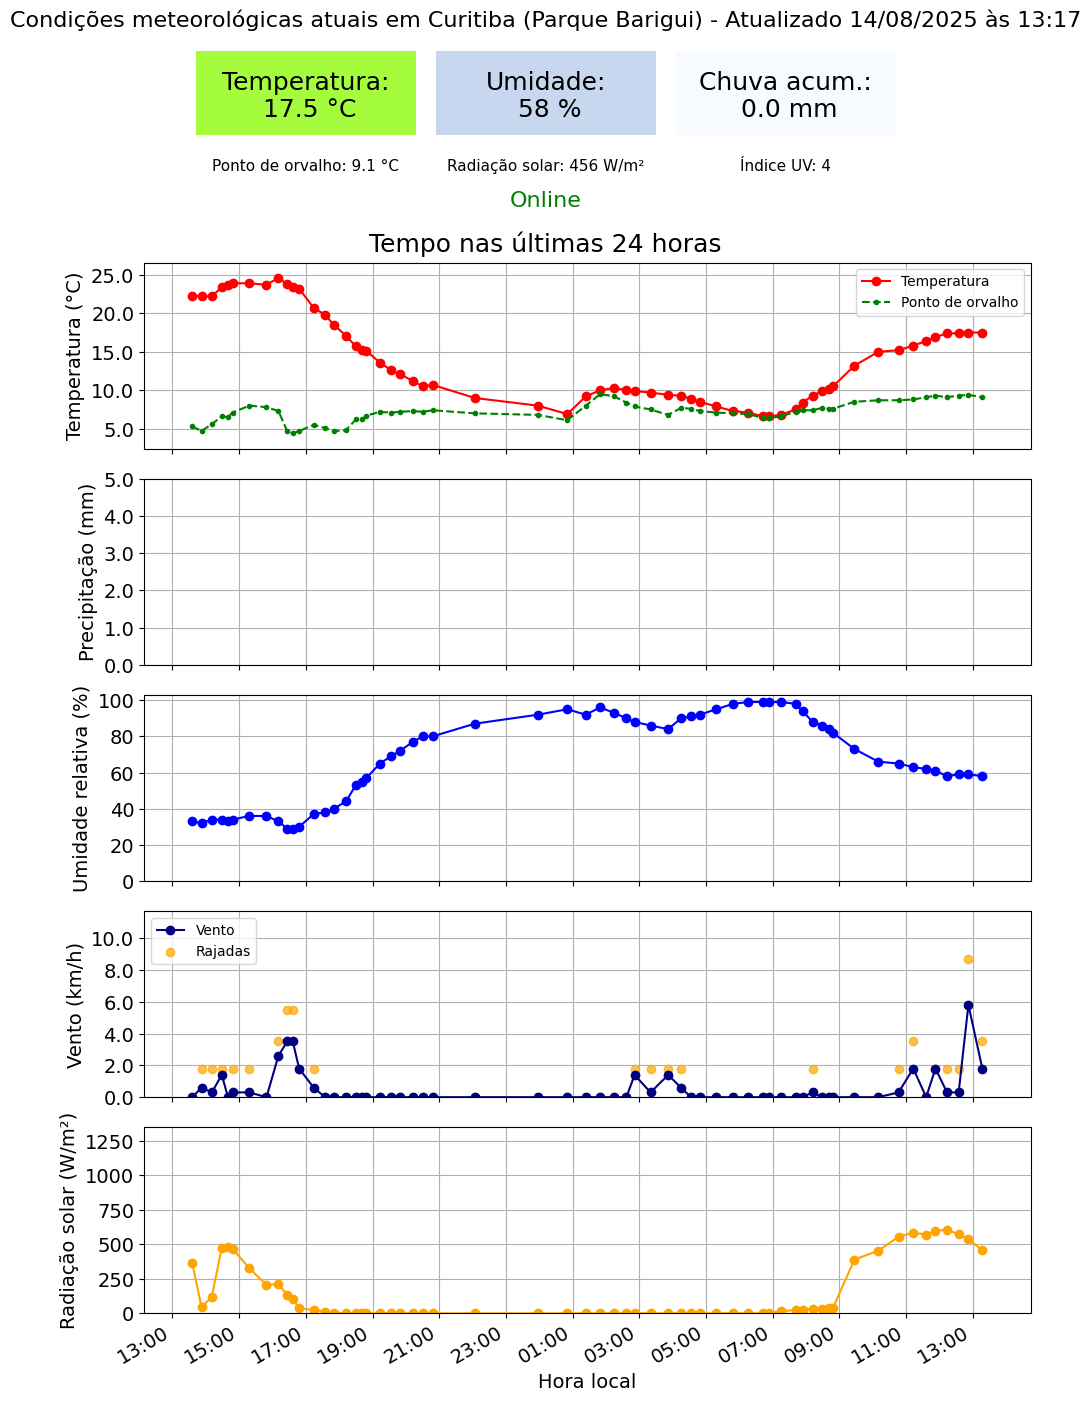 Condições meteorológicas atuais em Curitiba (Parque Barigui) - Atualizado 14/08/2025 às 13:17
Temperatura:
17.5 °C
Umidade:
58 %
Chuva acum.:
0.0 mm
Ponto de orvalho: 9.1 °C
Radiação solar: 456 W/m²
Índice UV: 4
Online
Tempo nas últimas 24 horas
Temperatura (°C)
25.0
20.0
15.0
10.0
5.0
Temperatura
Ponto de orvalho
Precipitação (mm)
5.0
4.0
3.0
2.0
1.0
0.0
Umidade relativa (%)
100
80
60
40
20
0
Vento (km/h)
10.0
8.0
6.0
4.0
2.0
0.0
Vento
Rajadas
Radiação solar (W/m²)
1250
1000
750
500
250
0
13:00
15:00
17:00
19:00
21:00
23:00
01:00
03:00
05:00
07:00
09:00
11:00
13:00
Hora local